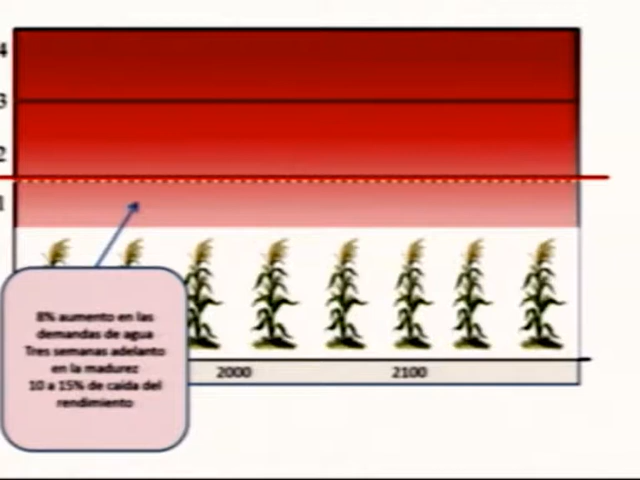 4
3
2
1
8% aumento en las
demandas de agua
Tres semanas adelanto
en la madurez
10 a 15% de caída del
rendimiento
2000
2100